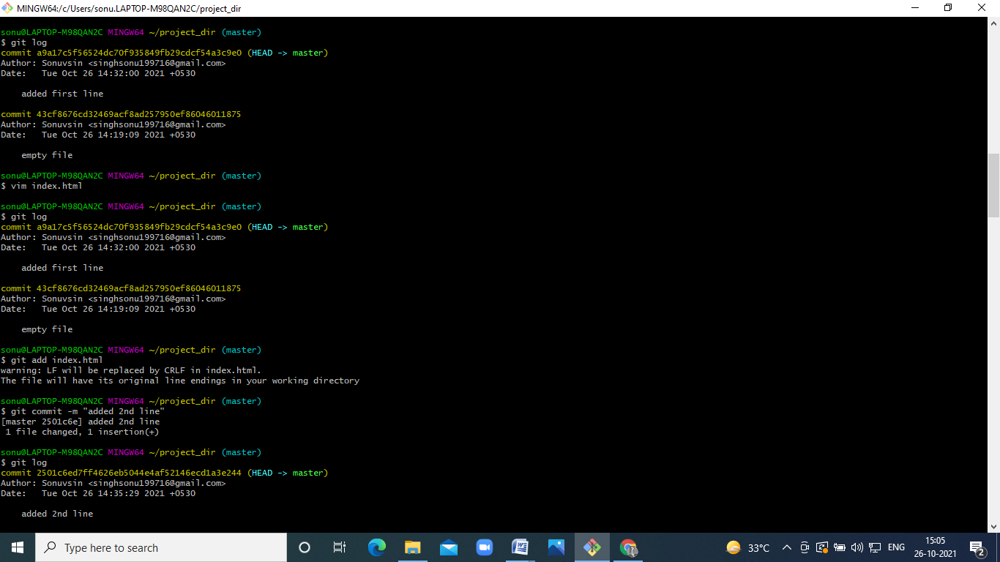 MINGW64:/c/Users/sonu.LAPTOP-M98QAN2C/project_dir
sonu@LAPTOP-M98QAN2C MINGW64 ~/project_dir (master)
$ git log
commit a9a17c5f56524dc70f935849fb29cdcf54a3c9e0 (HEAD -> master)
Author: Sonuvsin <singhsonu199716@gmail.com>
Date:   Tue Oct 26 14:32:00 2021 +0530
    added first line
commit 43cf8676cd32469acf8ad257950ef86046011875
Author: Sonuvsin <singhsonu199716@gmail.com>
Date:   Tue Oct 26 14:19:09 2021 +0530
    empty file
sonu@LAPTOP-M98QAN2C MINGW64 ~/project_dir (master)
$ vim index.html
sonu@LAPTOP-M98QAN2C MINGW64 ~/project_dir (master)
$ git log
commit a9a17c5f56524dc70f935849fb29cdcf54a3c9e0 (HEAD -> master)
Author: Sonuvsin <singhsonu199716@gmail.com>
Date:   Tue Oct 26 14:32:00 2021 +0530
    added first line
commit 43cf8676cd32469acf8ad257950ef86046011875
Author: Sonuvsin <singhsonu199716@gmail.com>
Date:   Tue Oct 26 14:19:09 2021 +0530
    empty file
sonu@LAPTOP-M98QAN2C MINGW64 ~/project_dir (master)
$ git add index.html
warning: LF will be replaced by CRLF in index.html.
The file will have its original line endings in your working directory
sonu@LAPTOP-M98QAN2C MINGW64 ~/project_dir (master)
$ git commit -m "added 2nd line"
[master 2501c6e] added 2nd line
 1 file changed, 1 insertion(+)
sonu@LAPTOP-M98QAN2C MINGW64 ~/project_dir (master)
$ git log
commit 2501c6ed7ff4626eb5044e4af52146ecd1a3e244 (HEAD -> master)
Author: Sonuvsin <singhsonu199716@gmail.com>
Date:   Tue Oct 26 14:35:29 2021 +0530
    added 2nd line
Type here to search
33°C
ENG
15:05
26-10-2021
2